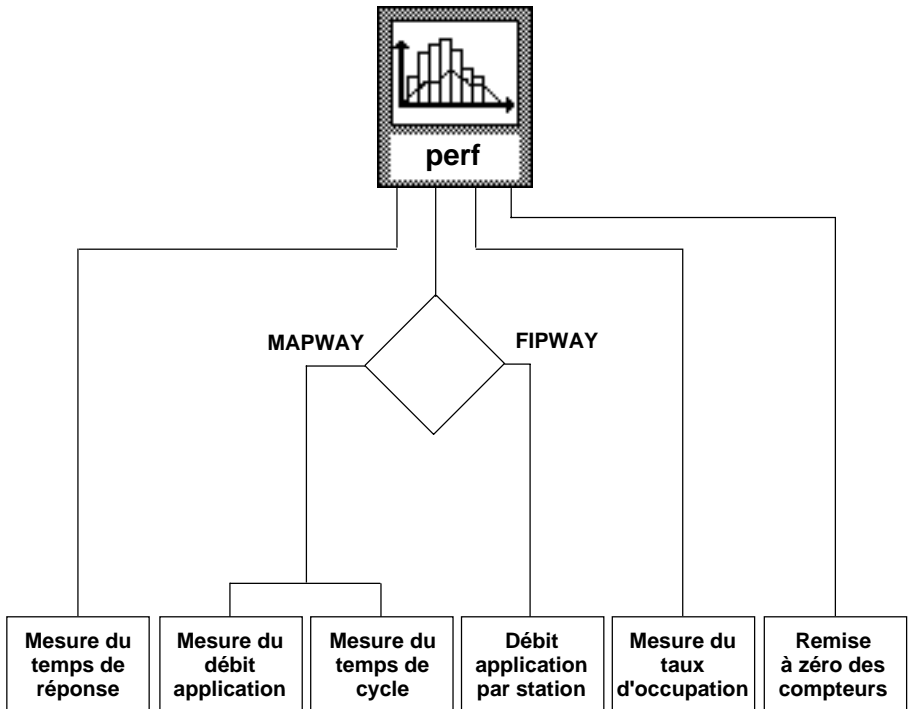 perf
MAPWAY
FIPWAY
Mesure du
temps de
réponse
Mesure du
débit
application
Mesure du
temps de
cycle
Débit
application
par station
Mesure du
taux
d'occupation
Remise
à zéro des
compteurs